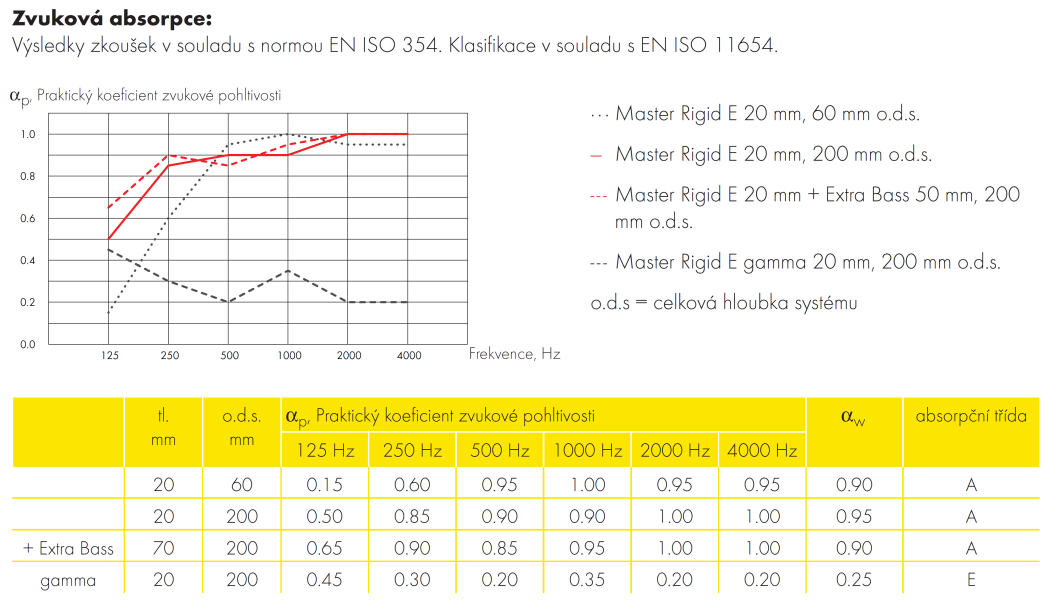 Zvuková absorpce:
Výsledky zkoušek v souladu s normou EN ISO 354. Klasifikace v souladu s EN ISO 11654.
αp, Praktický koeficient zvukové pohltivosti
1.0
0.8
0.6
0.4
0.2
0.0
125 250 500 1000 2000 4000
Frekvence, Hz
··· Master Rigid E 20 mm, 60 mm o.d.s.
– Master Rigid E 20 mm, 200 mm o.d.s.
--- Master Rigid E 20 mm + Extra Bass 50 mm, 200
mm o.d.s.
--- Master Rigid E gamma 20 mm, 200 mm o.d.s.
o.d.s = celková hloubka systému
tl. mm o.d.s. mm αp, Praktický koeficient zvukové pohltivosti αw absorpční třída
125 Hz 250 Hz 500 Hz 1000 Hz 2000 Hz 4000 Hz
20 60 0.15 0.60 0.95 1.00 0.95 0.95 0.90 A
20 200 0.50 0.85 0.90 0.90 1.00 1.00 0.95 A
+ Extra Bass 70 200 0.65 0.90 0.85 0.95 1.00 1.00 0.90 A
gamma 20 200 0.45 0.30 0.20 0.35 0.20 0.20 0.25 E